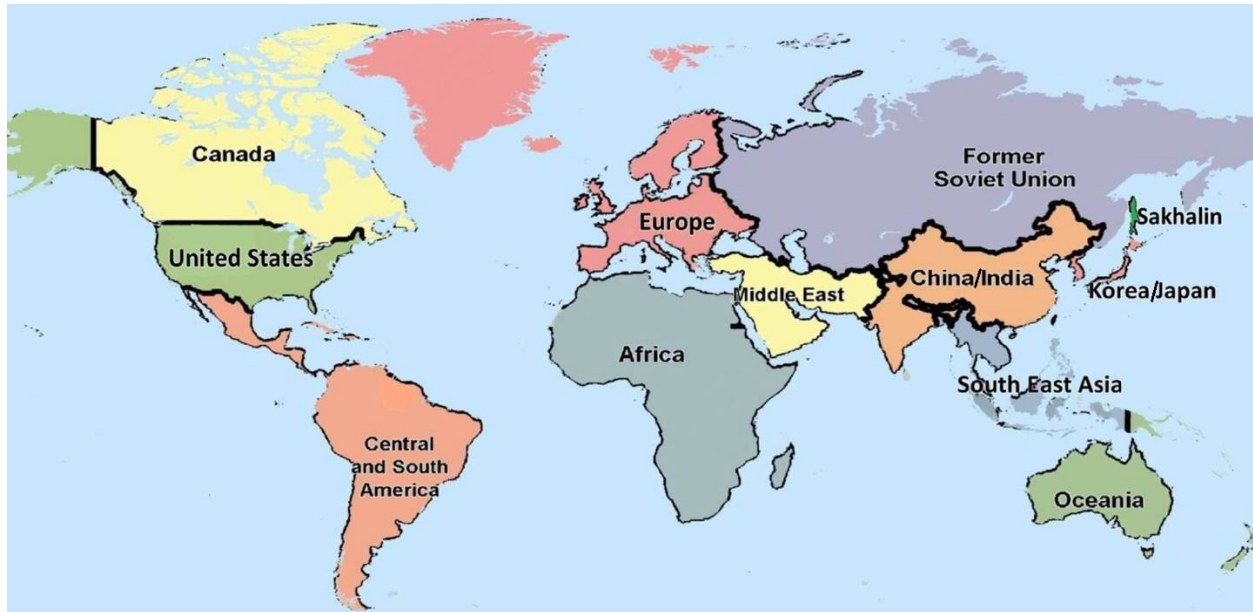 Canada
United States
Central
and South
America
Europe
Africa
Middle East
Former
Soviet Union
Sakhalin
China/India
Korea/Japan
South East Asia
Oceania